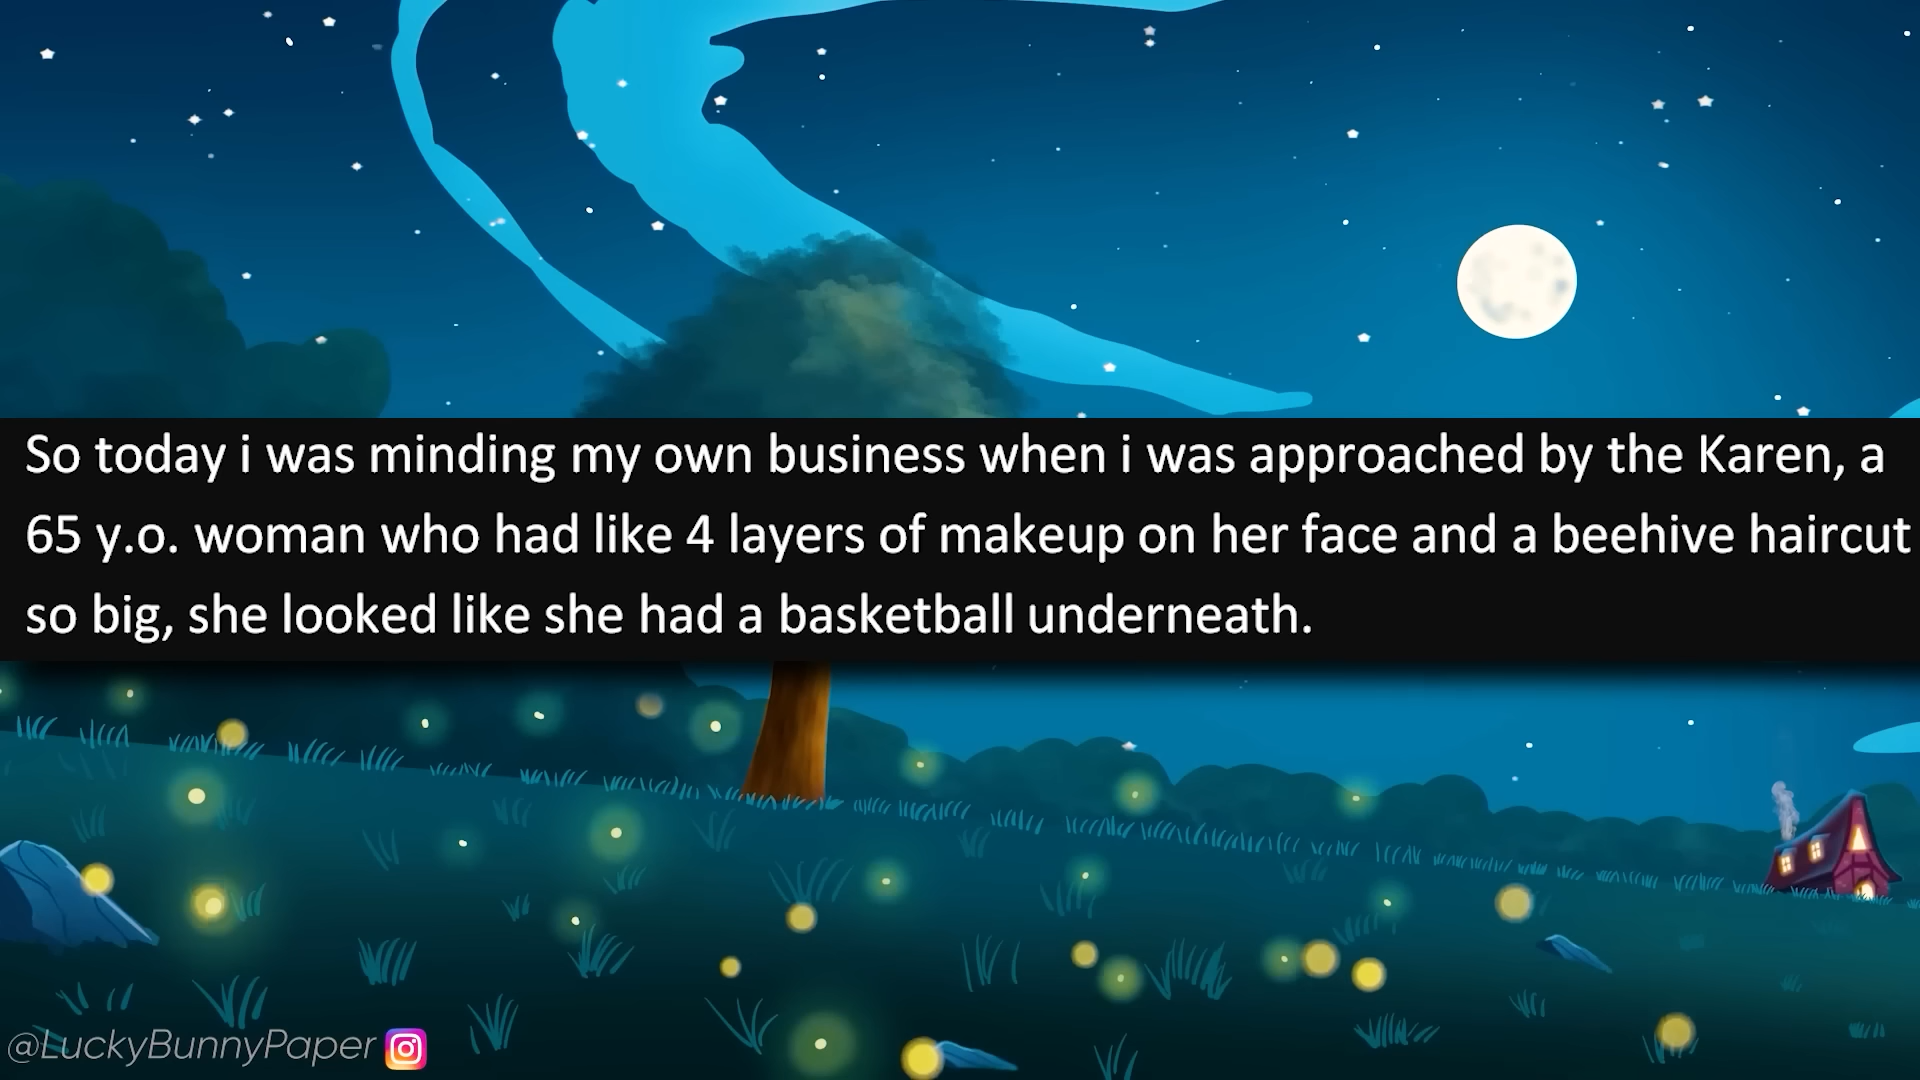 So today i was minding my own business when i was approached by the Karen, a
65 y.o. woman who had like 4 layers of makeup on her face and a beehive haircut
so big, she looked like she had a basketball underneath.
@LuckyBunnyPaper